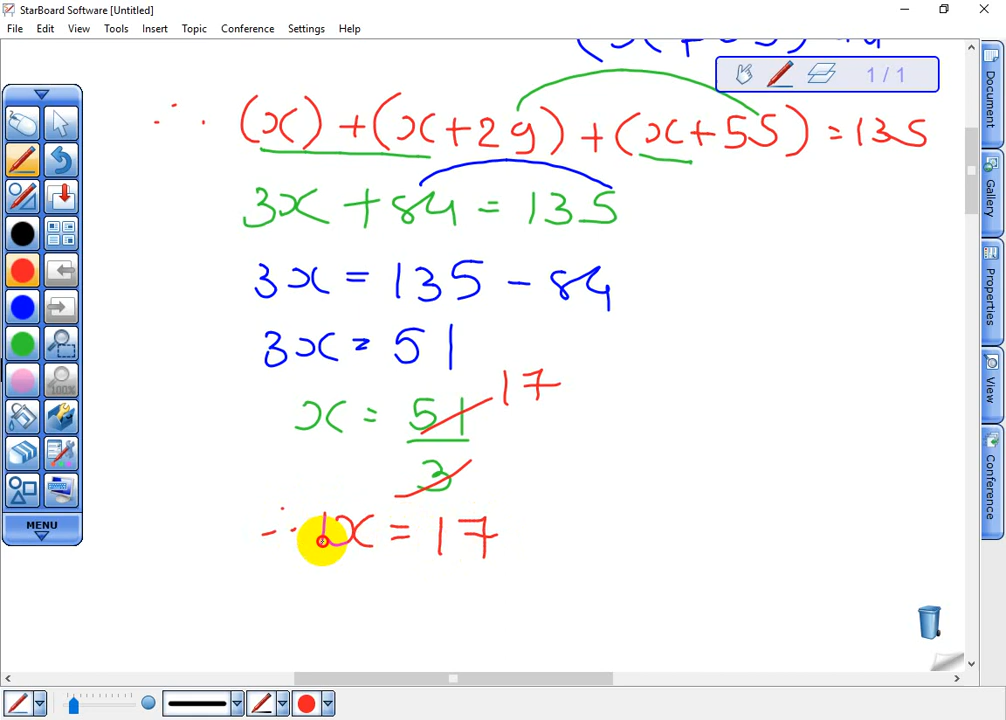 StarBoard Software [Untitled]
File Edit View Tools Insert Topic Conference Settings Help
1 / 1
∴ (x) + (x+29) + (x+55) = 135
3x + 84 = 135
3x = 135 - 84
3x = 51
x = 51/3 17
∴ x = 17
100%
MENU
Document
Gallery
Properties
View
Conference